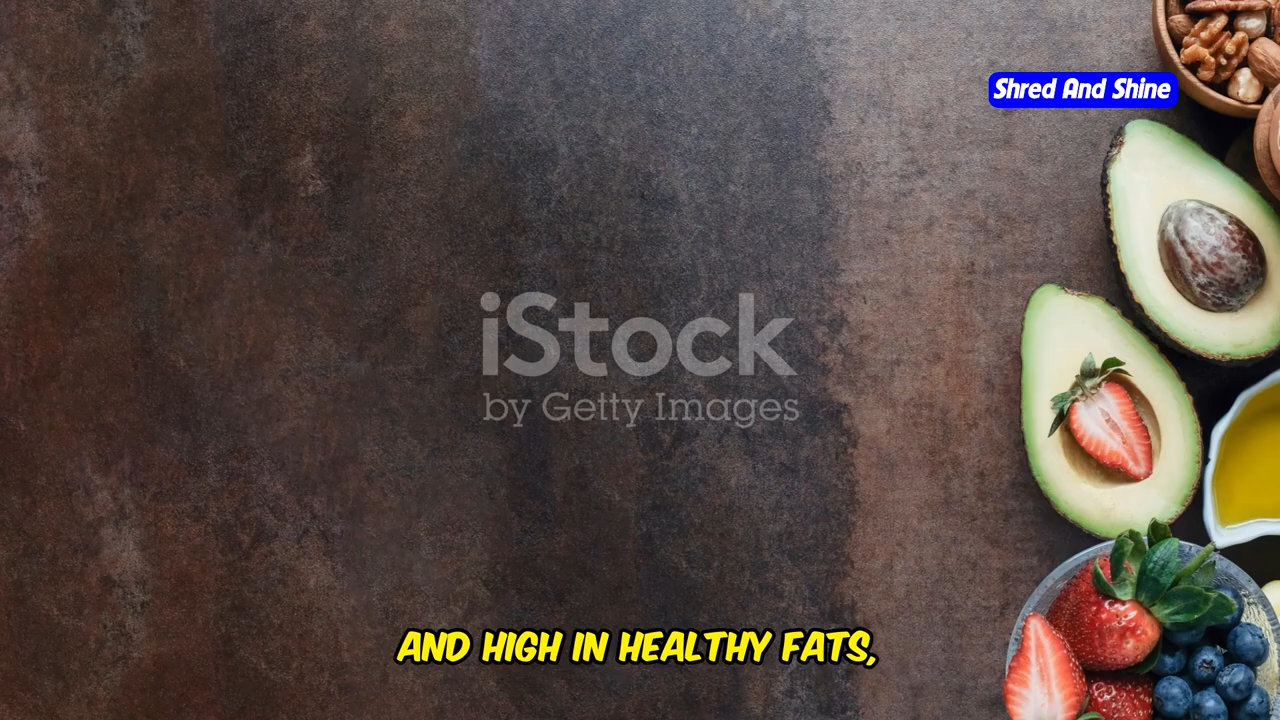 Shred And Shine
iStock
by Getty Images
AND HIGH IN HEALTHY FATS,